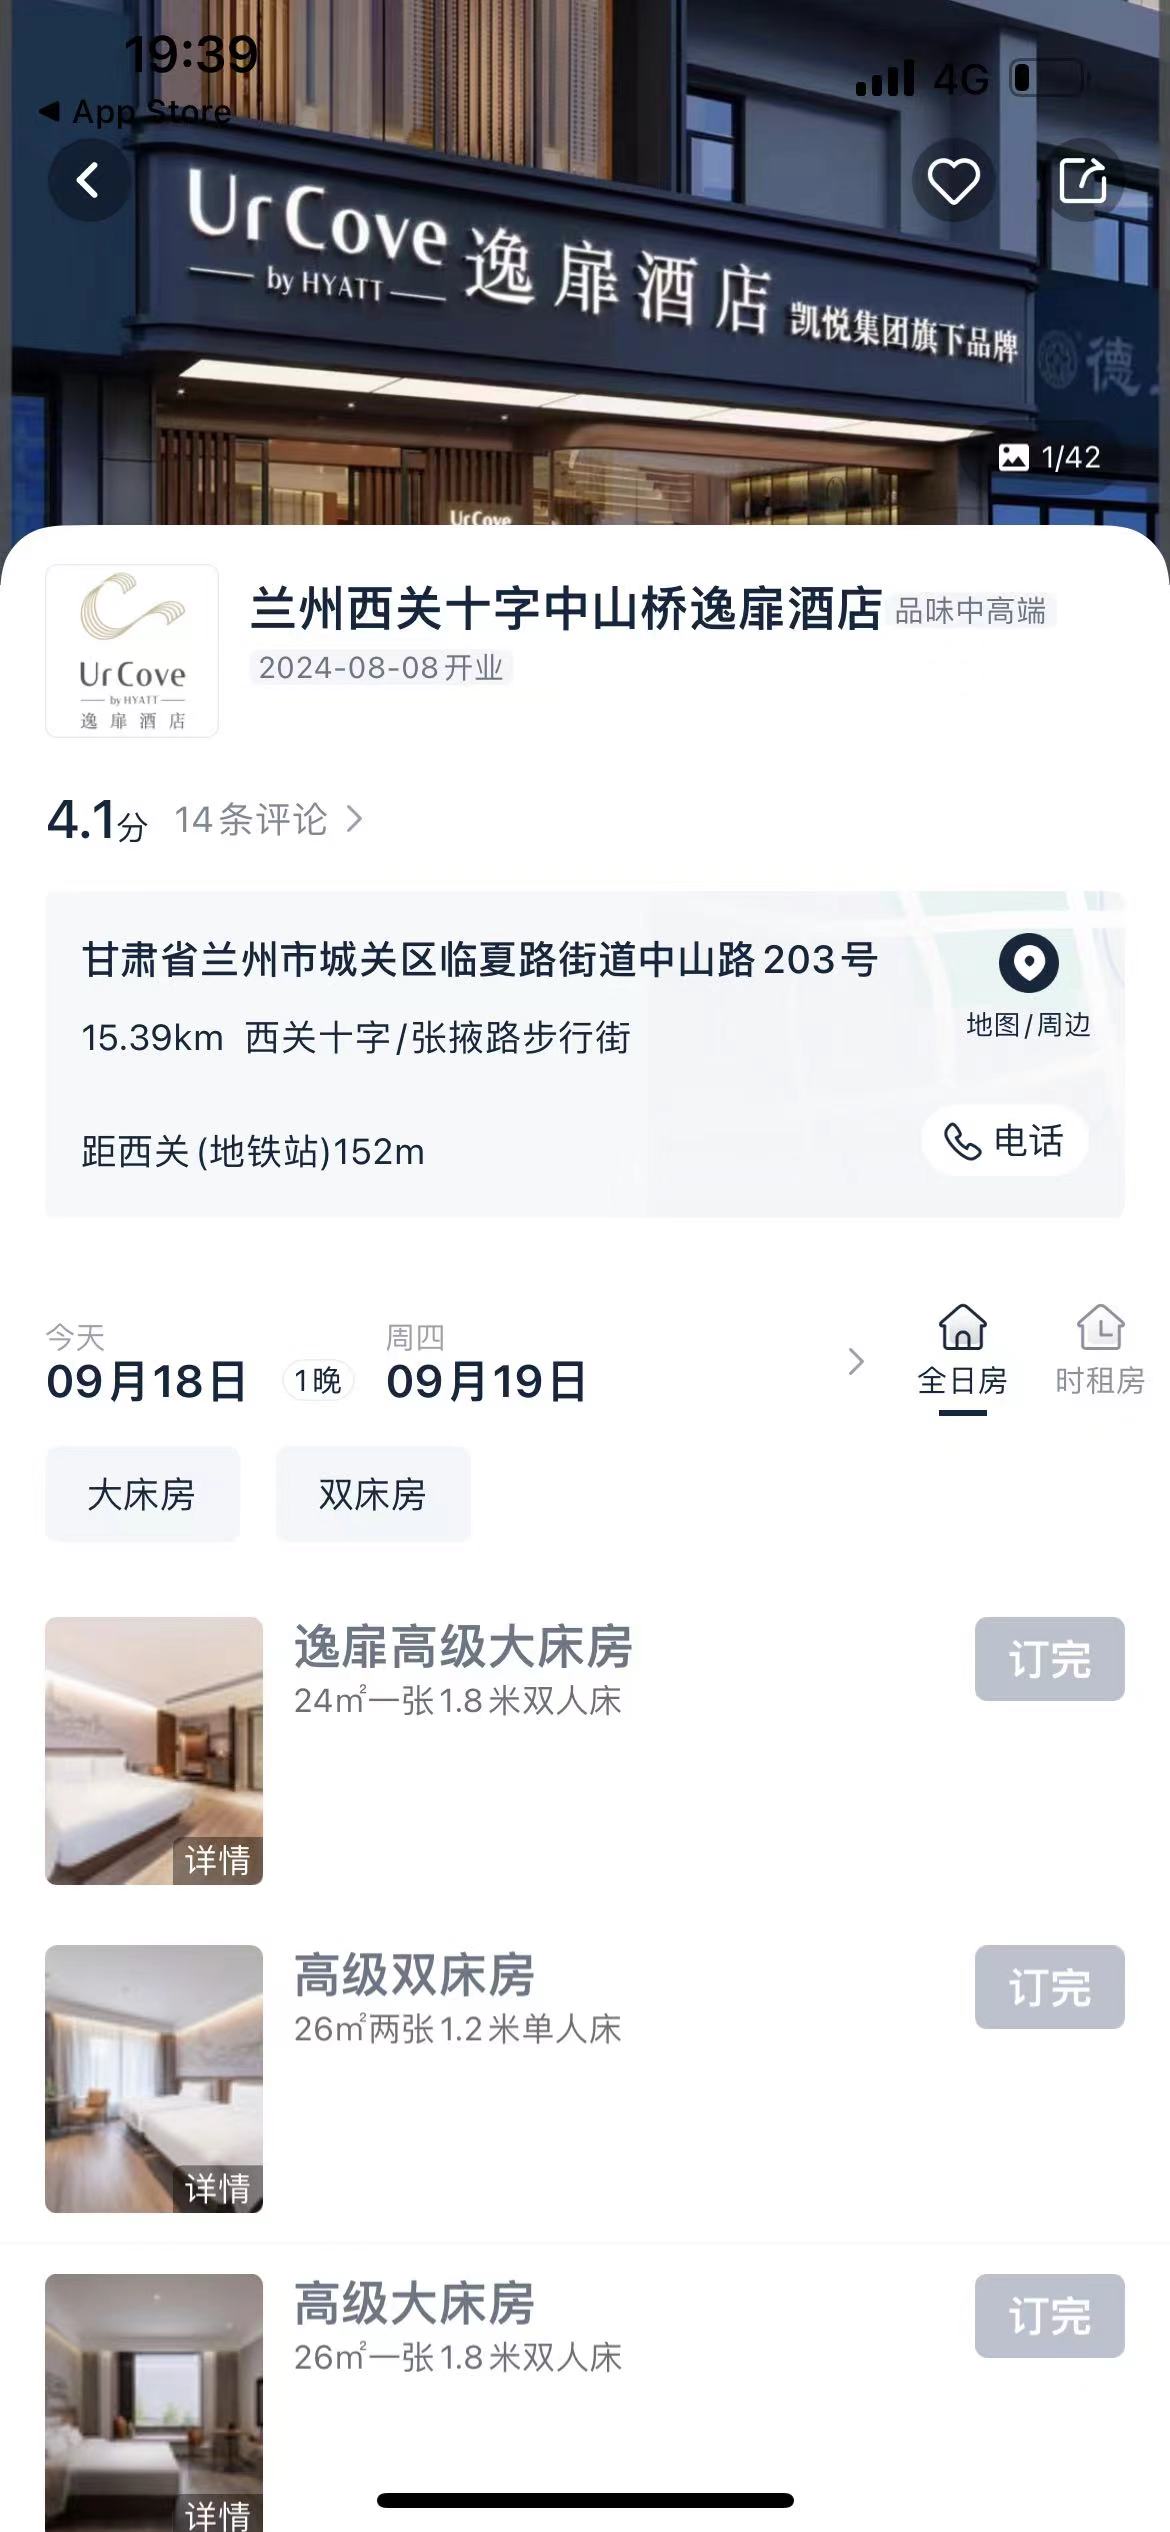 19:39
4G
App Store
UrCove
by HYATT
逸扉酒店
凯悦集团旗下品牌
德
1/42
UrCove
UrCove
by HYATT
逸扉酒店
兰州西关十字中山桥逸扉酒店 品味中高端
2024-08-08开业
4.1分 14条评论
甘肃省兰州市城关区临夏路街道中山路203号
15.39km 西关十字/张掖路步行街
地图/周边
距西关(地铁站)152m
电话
今天
09月18日
1晚
周四
09月19日
全日房
时租房
大床房
双床房
逸扉高级大床房
24㎡一张1.8米双人床
订完
详情
高级双床房
26㎡两张1.2米单人床
订完
详情
高级大床房
26㎡一张1.8米双人床
订完
详情